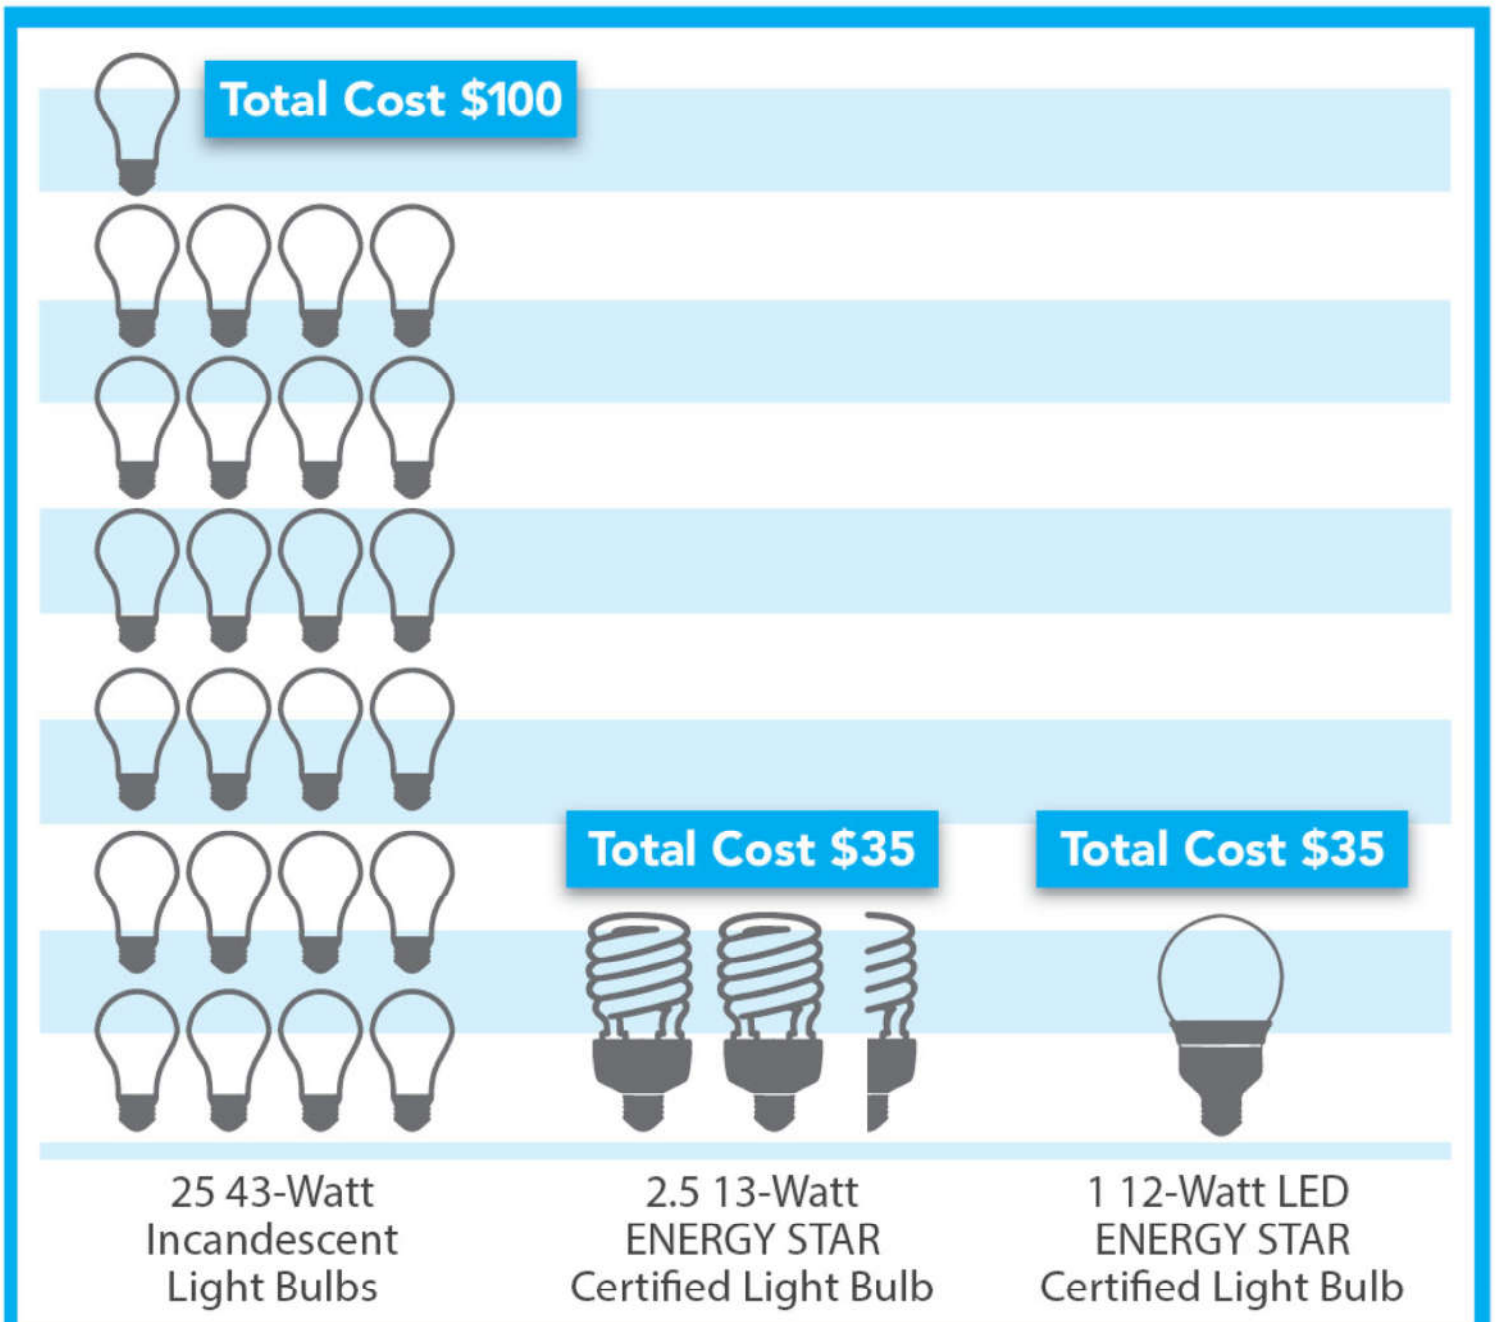 Total Cost $100
Total Cost $35
Total Cost $35
25 43-Watt
Incandescent
Light Bulbs
2.5 13-Watt
ENERGY STAR
Certified Light Bulb
1 12-Watt LED
ENERGY STAR
Certified Light Bulb